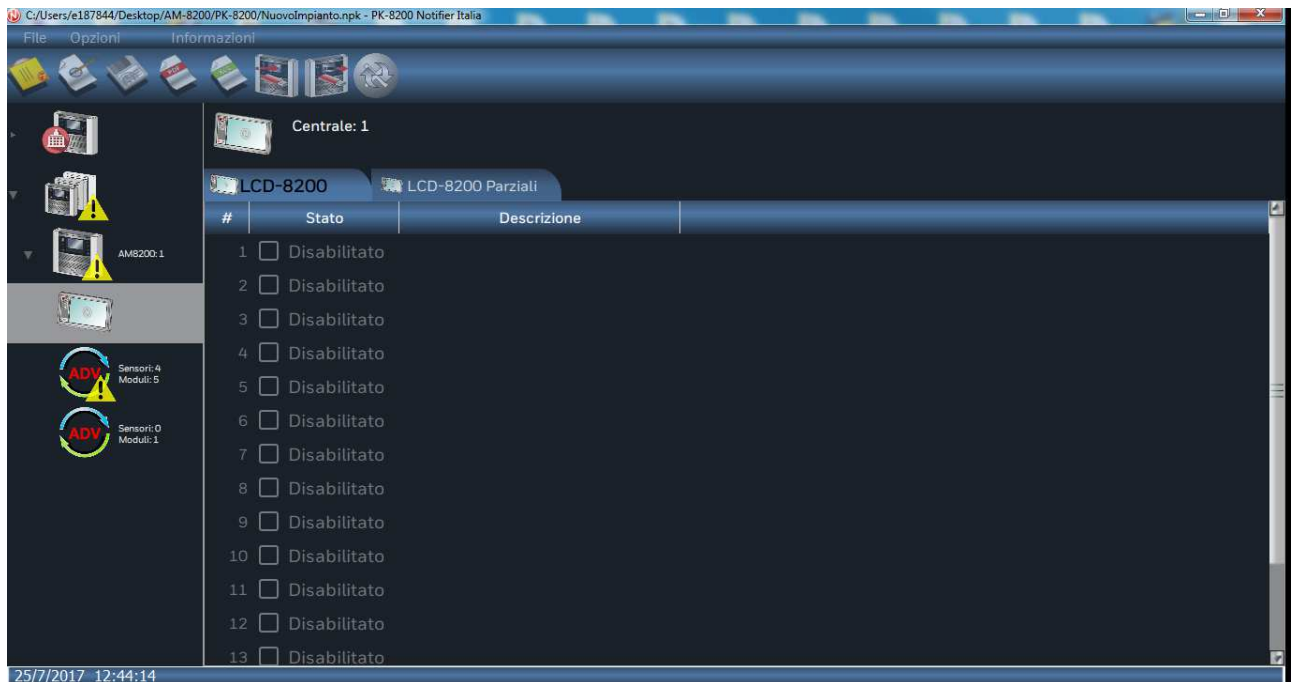 C:/Users/e187844/Desktop/AM-8200/PK-8200/NuovoImpianto.npk - PK-8200 Notifier Italia
File Opzioni Informazioni
Centrale: 1
LCD-8200 LCD-8200 Parziali
# Stato Descrizione
AM8200:1
1 Disabilitato
2 Disabilitato
3 Disabilitato
4 Disabilitato
ADV Sensori: 4
Moduli: 5
5 Disabilitato
6 Disabilitato
ADV Sensori: 0
Moduli: 1
7 Disabilitato
8 Disabilitato
9 Disabilitato
10 Disabilitato
11 Disabilitato
12 Disabilitato
13 Disabilitato
25/7/2017 12:44:14